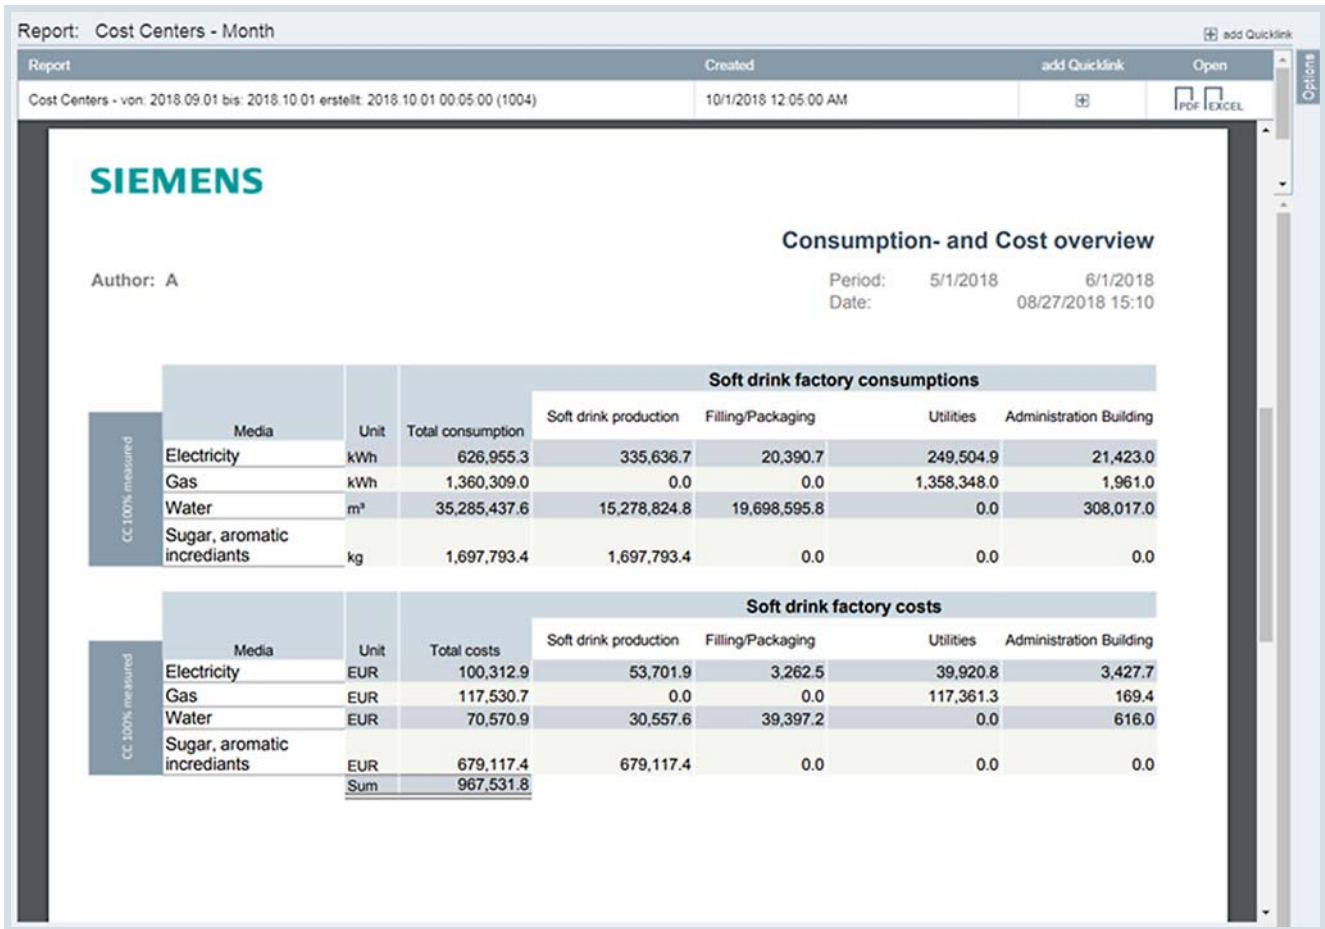 Report: Cost Centers - Month
add Quicklink
Report Created add Quicklink Open
Options
Cost Centers - von: 2018.09.01 bis: 2018.10.01 erstellt: 2018.10.01 00:05:00 (1004) 10/1/2018 12:05:00 AM PDF EXCEL
SIEMENS
Consumption- and Cost overview
Author: A Period: 5/1/2018 6/1/2018
Date: 08/27/2018 15:10
Soft drink factory consumptions
Media Unit Total consumption Soft drink production Filling/Packaging Utilities Administration Building
CC 100% measured
Electricity kWh 626,955.3 335,636.7 20,390.7 249,504.9 21,423.0
Gas kWh 1,360,309.0 0.0 0.0 1,358,348.0 1,961.0
Water m³ 35,285,437.6 15,278,824.8 19,698,595.8 0.0 308,017.0
Sugar, aromatic
incrediants kg 1,697,793.4 1,697,793.4 0.0 0.0 0.0
Soft drink factory costs
Media Unit Total costs Soft drink production Filling/Packaging Utilities Administration Building
CC 100% measured
Electricity EUR 100,312.9 53,701.9 3,262.5 39,920.8 3,427.7
Gas EUR 117,530.7 0.0 0.0 117,361.3 169.4
Water EUR 70,570.9 30,557.6 39,397.2 0.0 616.0
Sugar, aromatic
incrediants EUR 679,117.4 679,117.4 0.0 0.0 0.0
Sum 967,531.8